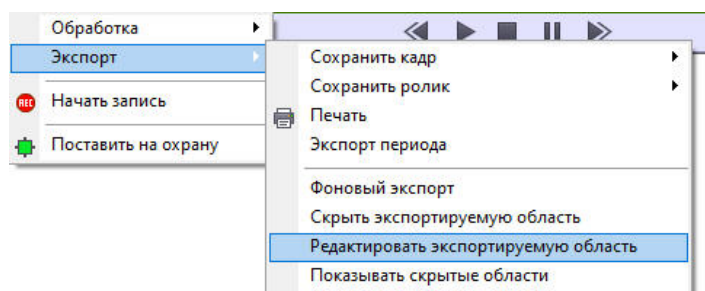 Обработка
Экспорт
REC Начать запись
Поставить на охрану
Сохранить кадр
Сохранить ролик
Печать
Экспорт периода
Фоновый экспорт
Скрыть экспортируемую область
Редактировать экспортируемую область
Показывать скрытые области